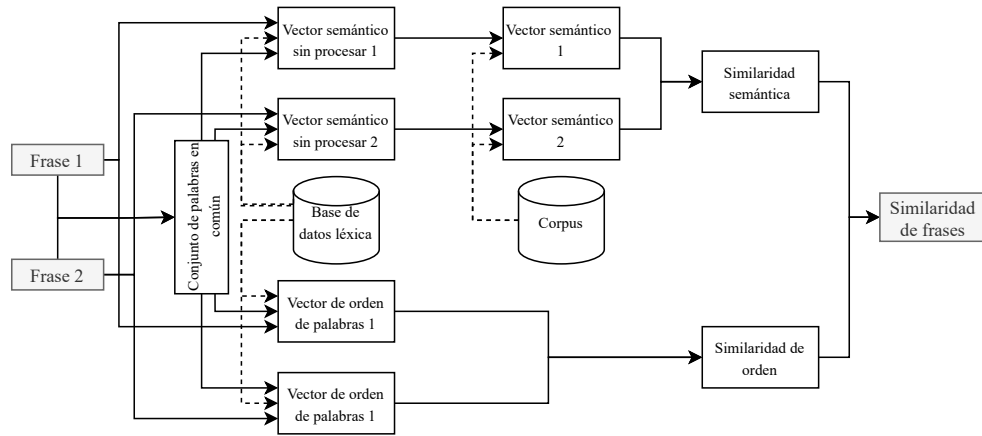 Vector semántico
sin procesar 1
Vector semántico
1
Similaridad
semántica
Vector semántico
sin procesar 2
Vector semántico
2
Frase 1
Frase 2
Conjunto de palabras en
común
Base de
datos léxica
Corpus
Similaridad
de frases
Vector de orden
de palabras 1
Similaridad de
orden
Vector de orden
de palabras 1